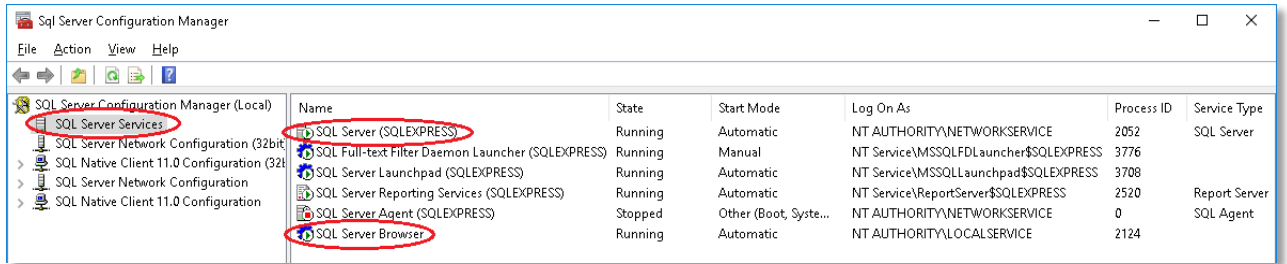 Sql Server Configuration Manager
File Action View Help
SQL Server Configuration Manager (Local)
SQL Server Services
SQL Server Network Configuration (32bit
SQL Native Client 11.0 Configuration (32b
SQL Server Network Configuration
SQL Native Client 11.0 Configuration
Name State Start Mode Log On As Process ID Service Type
SQL Server (SQLEXPRESS) Running Automatic NT AUTHORITY\NETWORKSERVICE 2052 SQL Server
SQL Full-text Filter Daemon Launcher (SQLEXPRESS) Running Manual NT Service\MSSQLFDLauncher$SQLEXPRESS 3776
SQL Server Launchpad (SQLEXPRESS) Running Automatic NT Service\MSSQLLaunchpad$SQLEXPRESS 3708
SQL Server Reporting Services (SQLEXPRESS) Running Automatic NT Service\ReportServer$SQLEXPRESS 2520 Report Server
SQL Server Agent (SQLEXPRESS) Stopped Other (Boot, Syste... NT AUTHORITY\NETWORKSERVICE 0 SQL Agent
SQL Server Browser Running Automatic NT AUTHORITY\LOCALSERVICE 2124